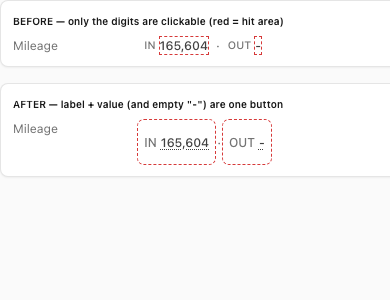 BEFORE — only the digits are clickable (red = hit area)
Mileage IN 165,604 · OUT -
AFTER — label + value (and empty "-") are one button
Mileage
IN 165,604 · OUT -